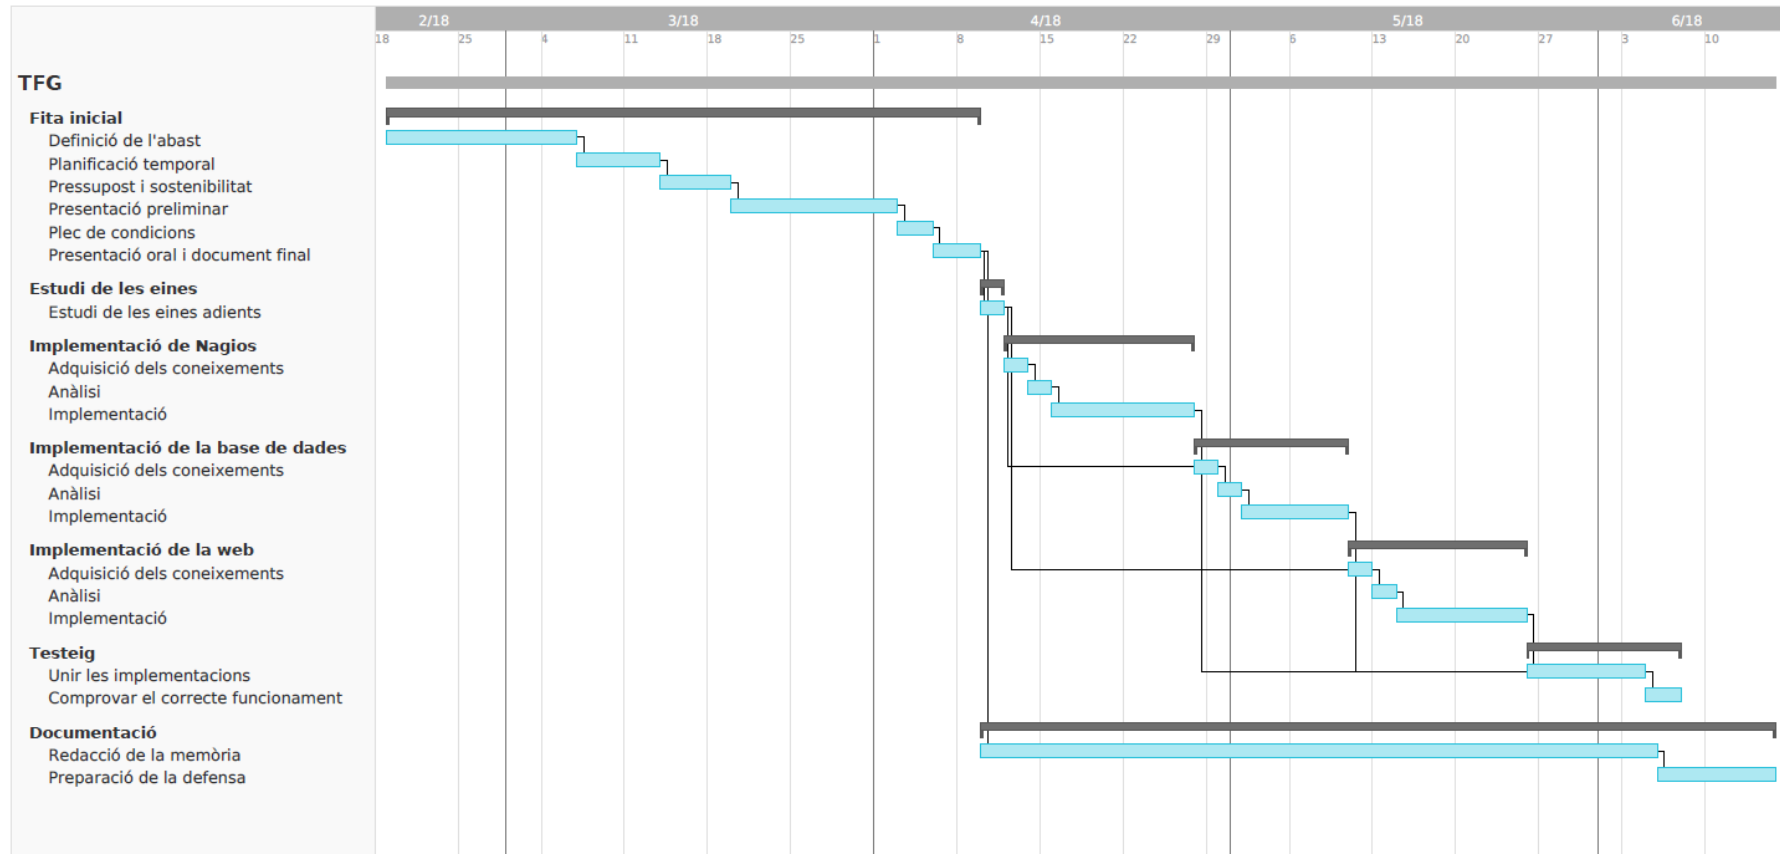 2/18 3/18 4/18 5/18 6/18
18 25 4 11 18 25 1 8 15 22 29 6 13 20 27 3 10
TFG
Fita inicial
Definició de l'abast
Planificació temporal
Pressupost i sostenibilitat
Presentació preliminar
Plec de condicions
Presentació oral i document final
Estudi de les eines
Estudi de les eines adients
Implementació de Nagios
Adquisició dels coneixements
Anàlisi
Implementació
Implementació de la base de dades
Adquisició dels coneixements
Anàlisi
Implementació
Implementació de la web
Adquisició dels coneixements
Anàlisi
Implementació
Testeig
Unir les implementacions
Comprovar el correcte funcionament
Documentació
Redacció de la memòria
Preparació de la defensa